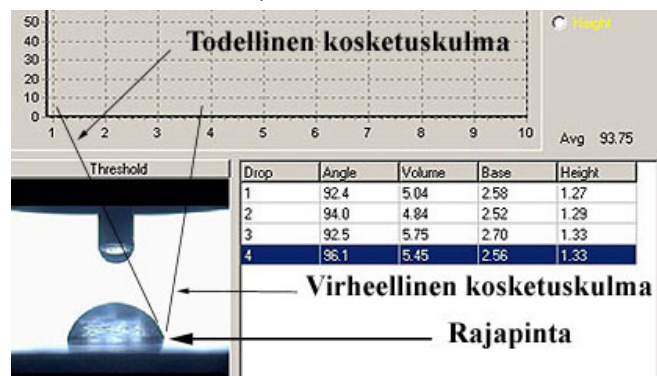 50
Height
40
Todellinen kosketuskulma
30
20
10
0
1 2 3 4 5 6 7 8 9 10
Avg 93.75
Threshold
Drop Angle Volume Base Height
1 92.4 5.04 2.58 1.27
2 94.0 4.84 2.52 1.29
3 92.5 5.75 2.70 1.33
4 96.1 5.45 2.56 1.33
Virheellinen kosketuskulma
Rajapinta